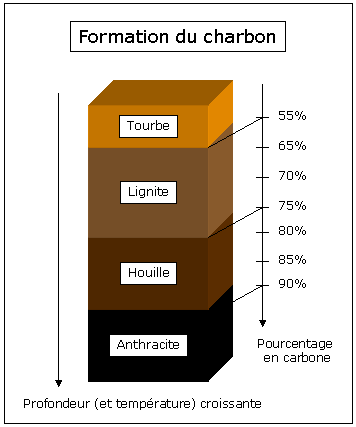 Formation du charbon
Tourbe
55%
65%
Lignite
70%
75%
80%
Houille
85%
90%
Anthracite
Pourcentage
en carbone
Profondeur (et température) croissante